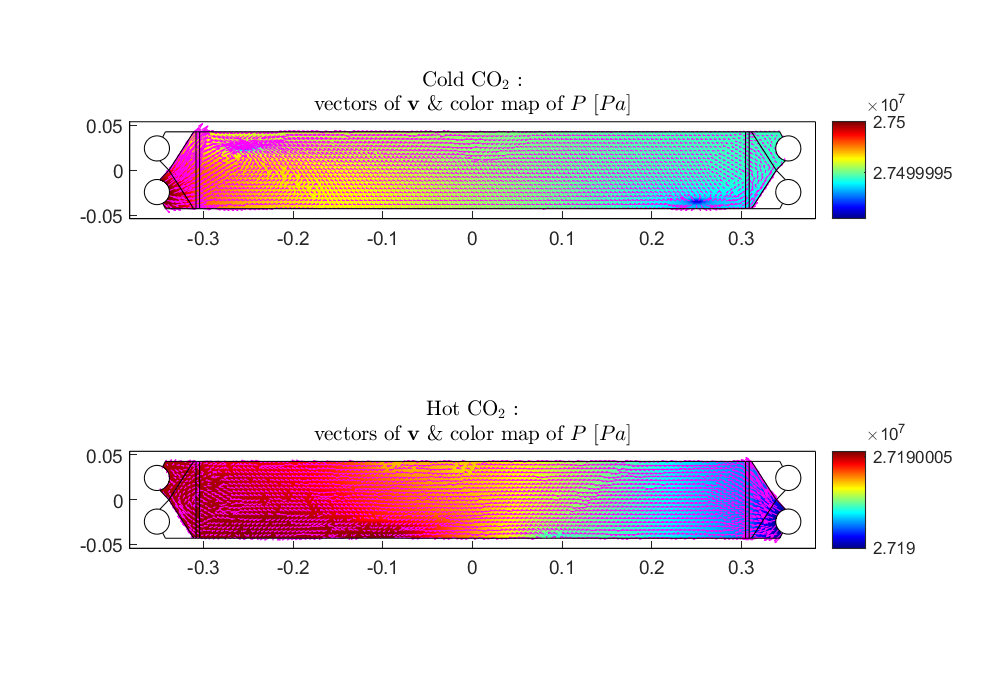 Cold CO₂ :
vectors of v & color map of P [Pa]
×10⁷
0.05
0
-0.05
-0.3 -0.2 -0.1 0 0.1 0.2 0.3
2.75
2.7499995
Hot CO₂ :
vectors of v & color map of P [Pa]
×10⁷
0.05
0
-0.05
-0.3 -0.2 -0.1 0 0.1 0.2 0.3
2.7190005
2.719